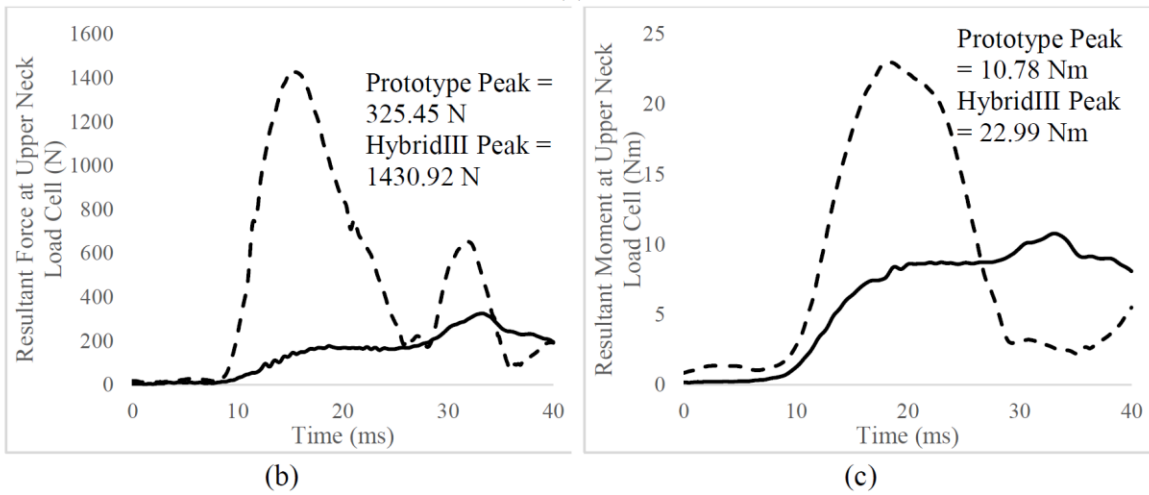 1600
1400
1200
1000
800
600
400
200
0
Resultant Force at Upper Neck
Load Cell (N)
Prototype Peak =
325.45 N
HybridIII Peak =
1430.92 N
0 10 20 30 40
Time (ms)
(b)
25
20
15
10
5
0
Resultant Moment at Upper Neck
Load Cell (Nm)
Prototype Peak
= 10.78 Nm
HybridIII Peak
= 22.99 Nm
0 10 20 30 40
Time (ms)
(c)